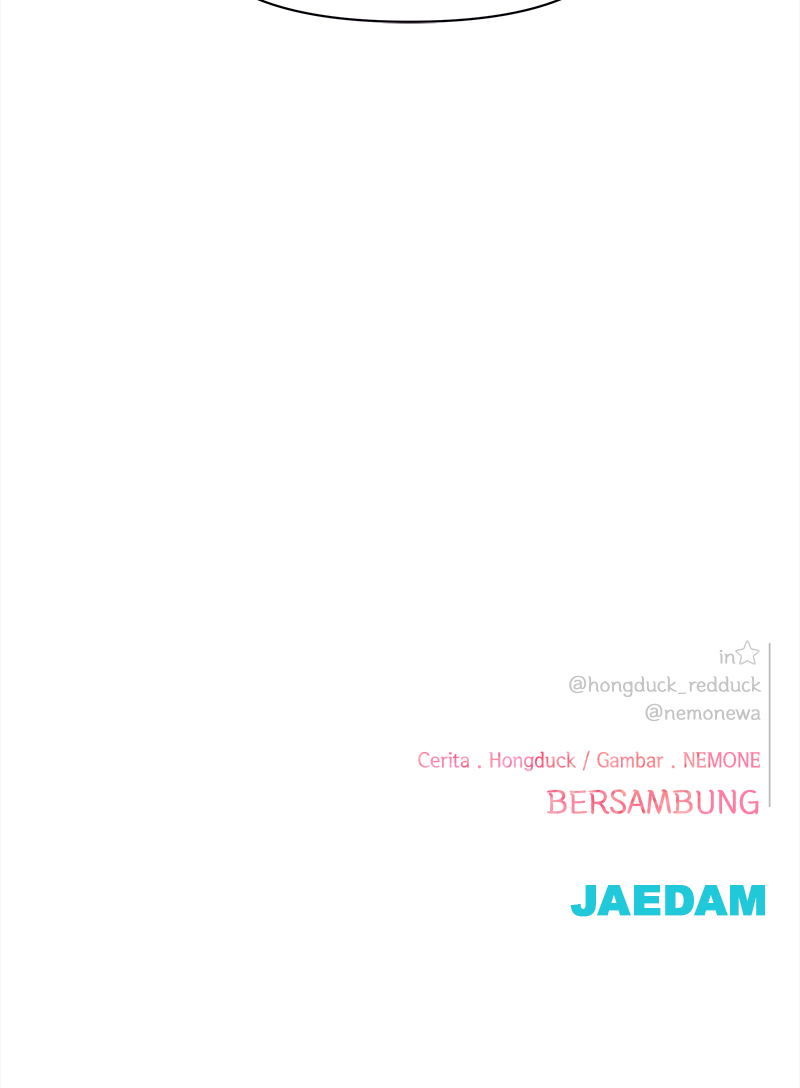 in☆
@hongduck_redduck
@nemonewa
Cerita . Hongduck / Gambar . NEMONE
BERSAMBUNG
JAEDAM